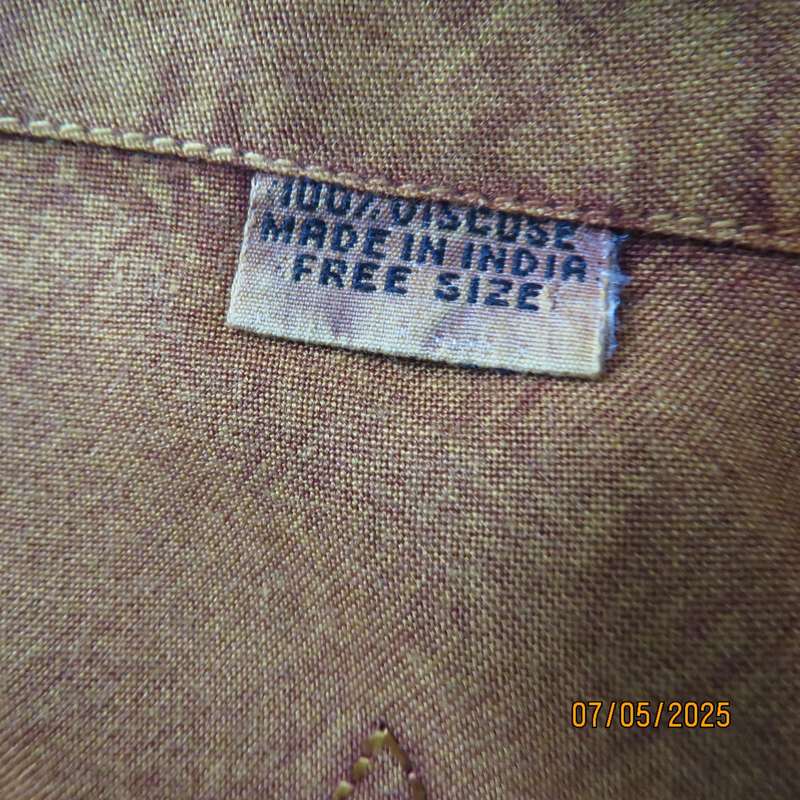 100% VISCOSE
MADE IN INDIA
FREE SIZE
07/05/2025